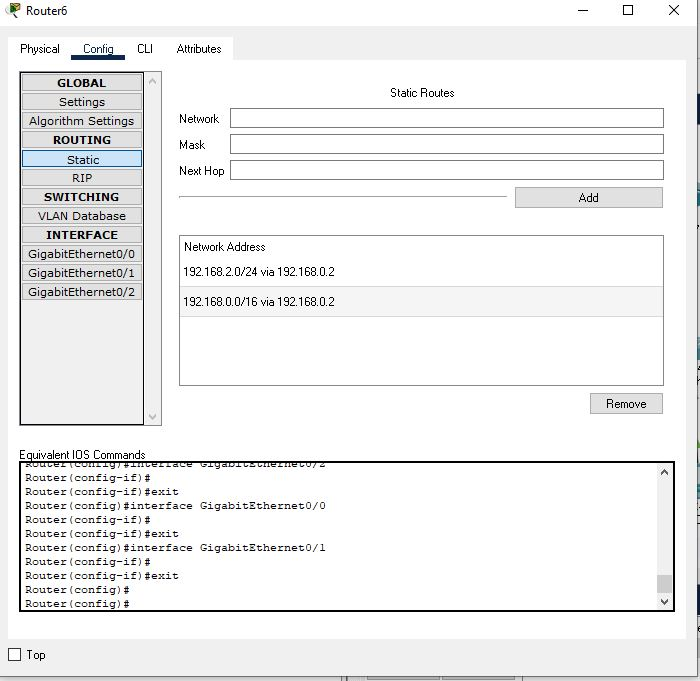 Router6
Physical Config CLI Attributes
GLOBAL
Settings
Algorithm Settings
ROUTING
Static
RIP
SWITCHING
VLAN Database
INTERFACE
GigabitEthernet0/0
GigabitEthernet0/1
GigabitEthernet0/2
Static Routes
Network
Mask
Next Hop
Add
Network Address
192.168.2.0/24 via 192.168.0.2
192.168.0.0/16 via 192.168.0.2
Remove
Equivalent IOS Commands
Router(config)#interface GigabitEthernet0/2
Router(config-if)#
Router(config-if)#exit
Router(config)#interface GigabitEthernet0/0
Router(config-if)#
Router(config-if)#exit
Router(config)#interface GigabitEthernet0/1
Router(config-if)#
Router(config-if)#exit
Router(config)#
Router(config)#
Top